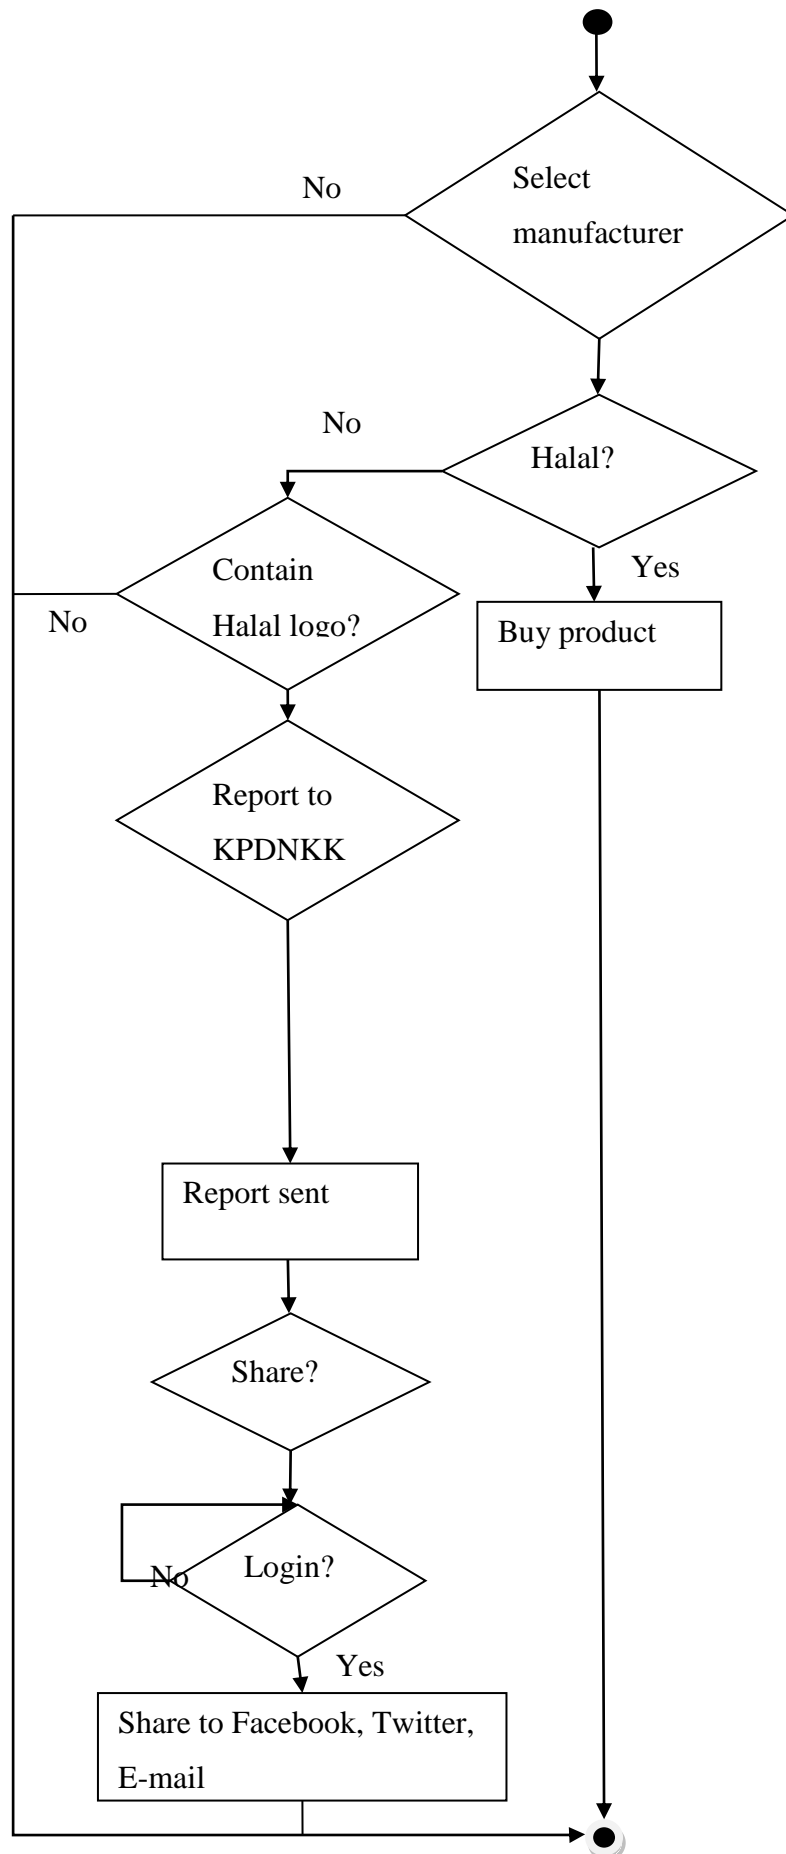 Select
manufacturer
No
Halal?
No
Yes
Contain
Halal logo?
No
Buy product
Report to
KPDNKK
Report sent
Share?
Login?
No
Yes
Share to Facebook, Twitter,
E-mail